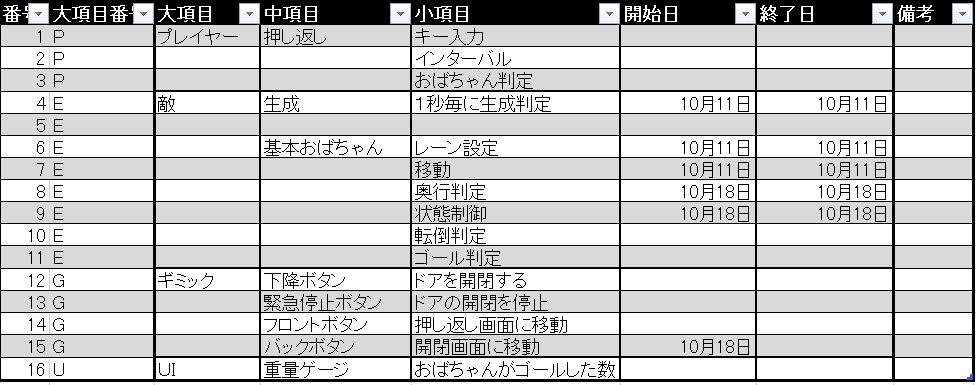 番号 大項目番号 大項目 中項目 小項目 開始日 終了日 備考
1 P プレイヤー 押し返し キー入力
2 P インターバル
3 P おばちゃん判定
4 E 敵 生成 1秒毎に生成判定 10月11日 10月11日
5 E
6 E 基本おばちゃん レーン設定 10月11日 10月11日
7 E 移動 10月11日 10月11日
8 E 奥行判定 10月18日 10月18日
9 E 状態制御 10月18日 10月18日
10 E 転倒判定
11 E ゴール判定
12 G ギミック 下降ボタン ドアを開閉する
13 G 緊急停止ボタン ドアの開閉を停止
14 G フロントボタン 押し返し画面に移動
15 G バックボタン 開閉画面に移動 10月18日
16 U UI 重量ゲージ おばちゃんがゴールした数